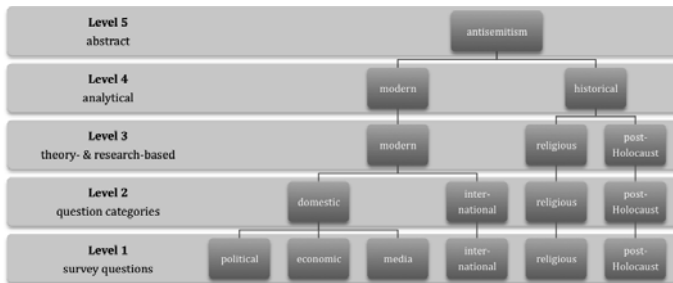 Level 5
abstract
antisemitism
Level 4
analytical
modern
historical
Level 3
theory- & research-based
modern
religious
post-
Holocaust
Level 2
question categories
domestic
inter-
national
religious
post-
Holocaust
Level 1
survey questions
political
economic
media
inter-
national
religious
post-
Holocaust